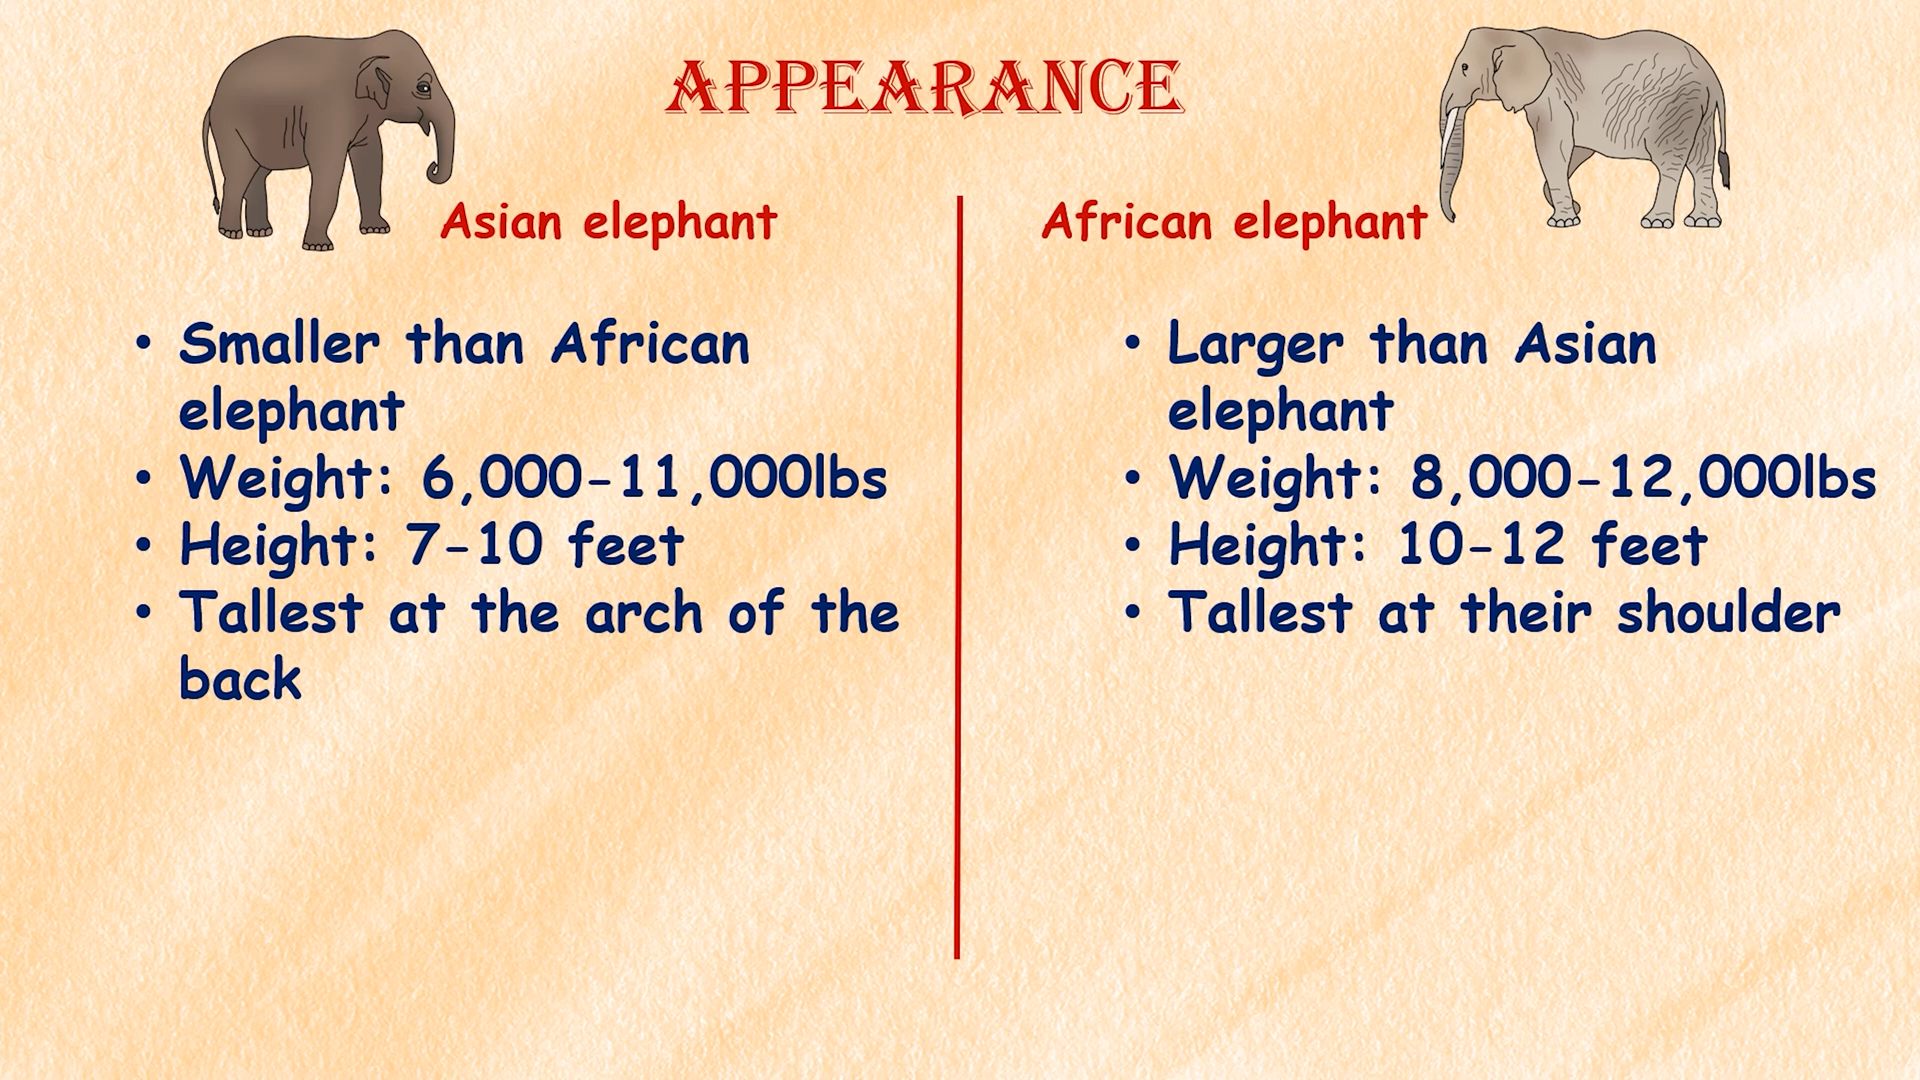 APPEARANCE
Asian elephant
• Smaller than African
elephant
• Weight: 6,000-11,000lbs
• Height: 7-10 feet
• Tallest at the arch of the
back
African elephant
• Larger than Asian
elephant
• Weight: 8,000-12,000lbs
• Height: 10-12 feet
• Tallest at their shoulder